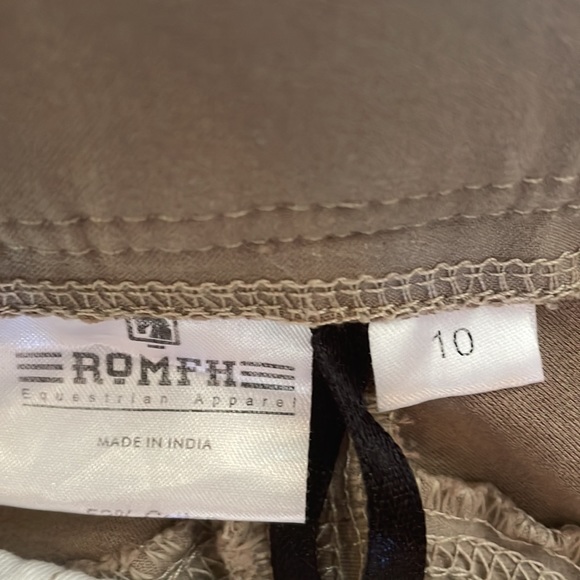 ROMFH
Equestrian Apparel
MADE IN INDIA
10